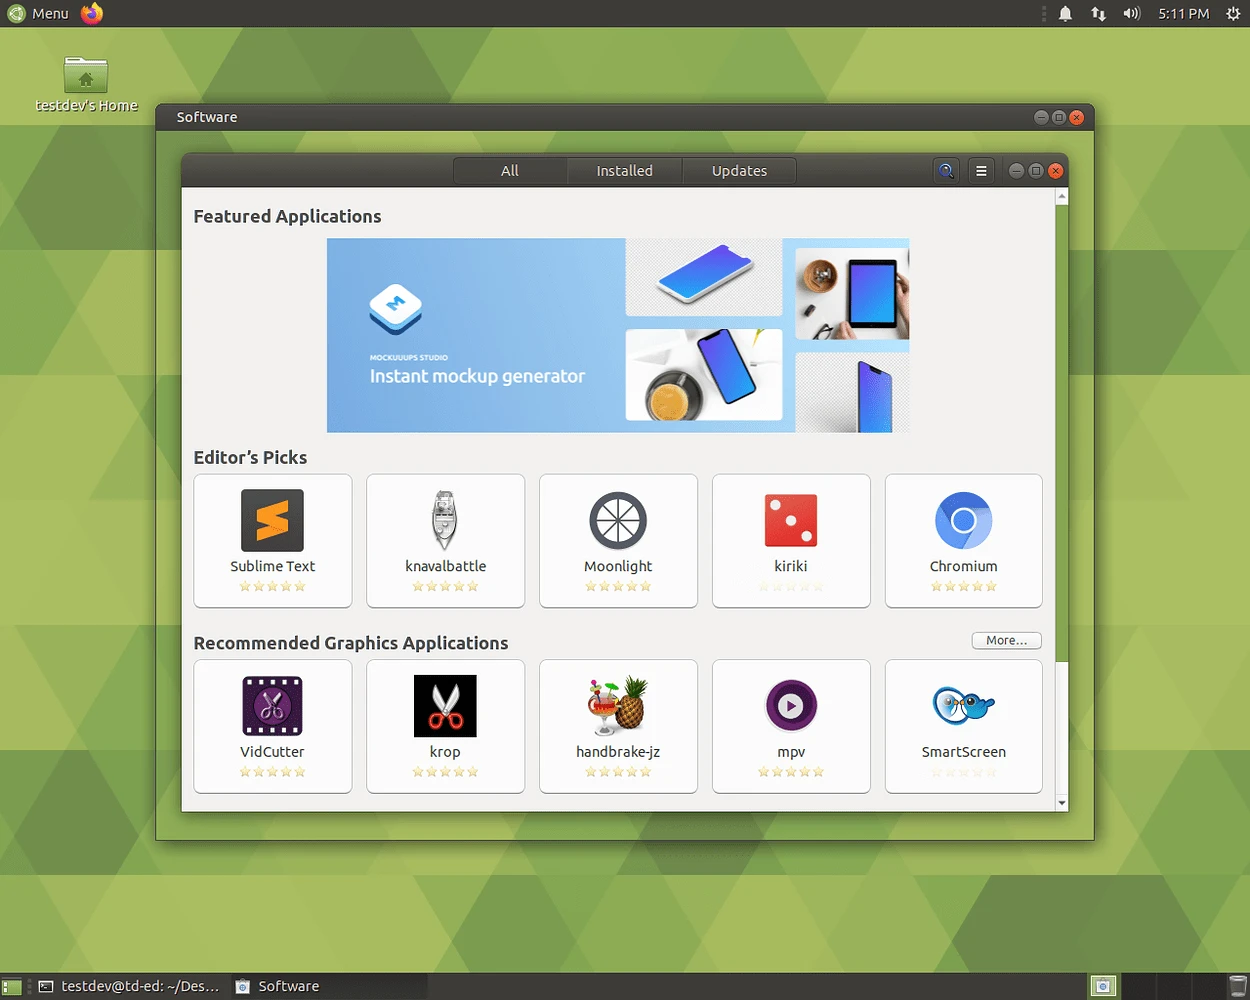 Menu
5:11 PM
testdev's Home
Software
All
Installed
Updates
Featured Applications
M
MOCKUUUPS STUDIO
Instant mockup generator
Editor’s Picks
Sublime Text
knavalbattle
Moonlight
kiriki
Chromium
Recommended Graphics Applications
More...
VidCutter
krop
handbrake-jz
mpv
SmartScreen
testdev@td-ed: ~/Des...
Software